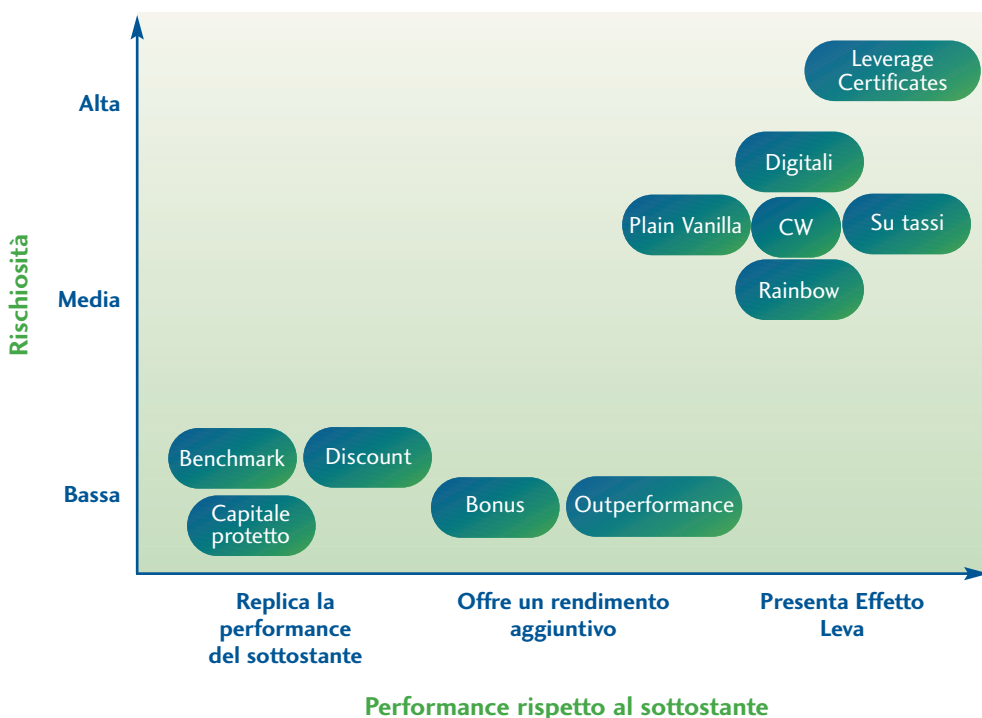 Leverage
Certificates
Alta
Digitali
Plain Vanilla
CW
Su tassi
Rischiosità
Media
Rainbow
Benchmark
Discount
Bassa
Bonus
Outperformance
Capitale
protetto
Replica la
performance
del sottostante
Offre un rendimento
aggiuntivo
Presenta Effetto
Leva
Performance rispetto al sottostante